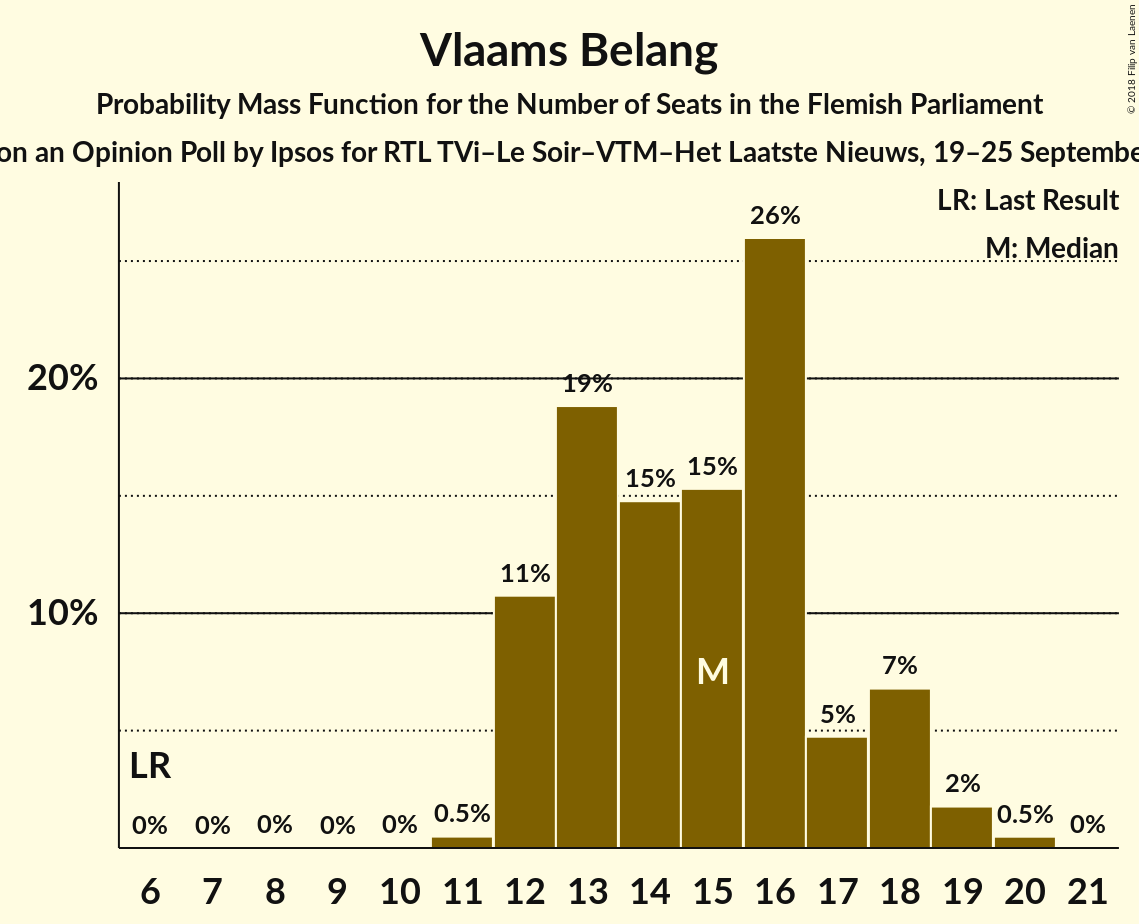 © 2018 Filip van Laenen
Vlaams Belang
Probability Mass Function for the Number of Seats in the Flemish Parliament
on an Opinion Poll by Ipsos for RTL TVi–Le Soir–VTM–Het Laatste Nieuws, 19–25 Septembe
LR: Last Result
M: Median
26%
20%
19%
15%
15%
11%
10%
M
7%
5%
LR
2%
0%
0%
0%
0%
0%
0.5%
0.5%
0%
6 7 8 9 10 11 12 13 14 15 16 17 18 19 20 21